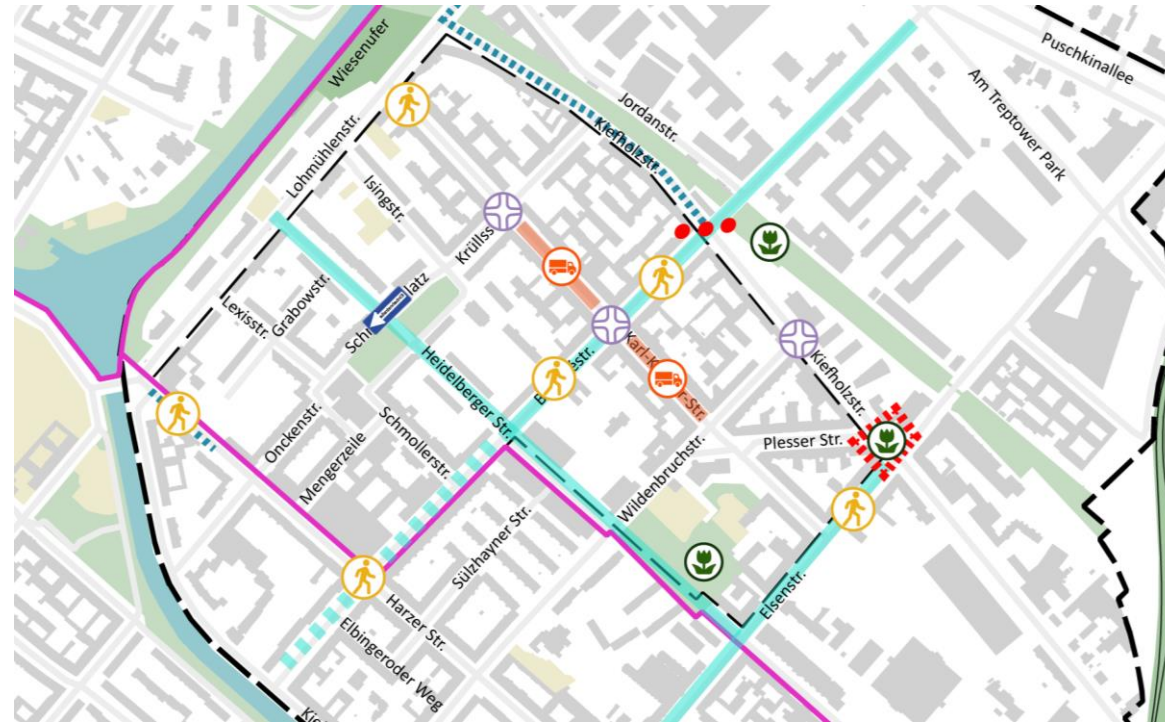 Puschkinallee
Wiesenufer
Am Treptower Park
Jordanstr.
Kiefholzstr.
Lohmühlenstr.
Isingstr.
Krüllss
Grabowstr.
Lexisstr.
Heidelberger Str.
Kiefholzstr.
Schmollerstr.
Plesser Str.
Onckenstr.
Mengerzeile
Wildenbruchstr.
Sülzhayner Str.
Elsenstr.
Harzer Str.
Elbingeroder Weg